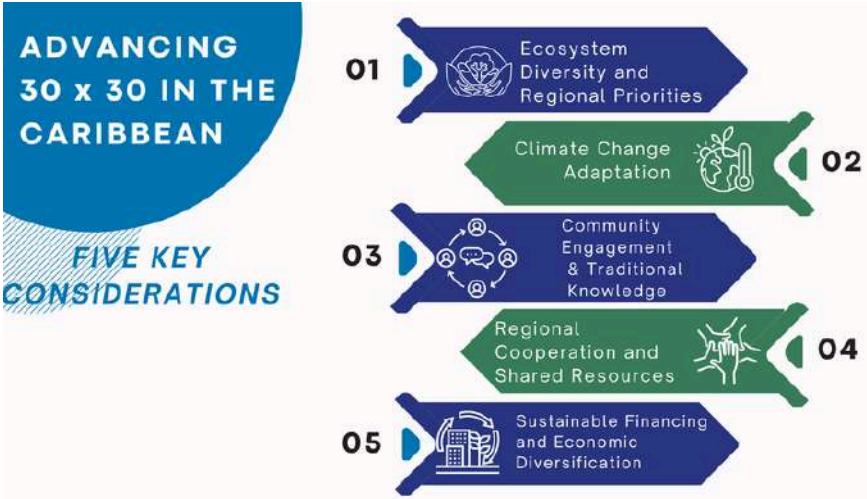 ADVANCING
30 x 30 IN THE
CARIBBEAN
FIVE KEY
CONSIDERATIONS
01
Ecosystem
Diversity and
Regional Priorities
Climate Change
Adaptation
02
03
Community
Engagement
& Traditional
Knowledge
Regional
Cooperation and
Shared Resources
04
05
Sustainable Financing
and Economic
Diversification